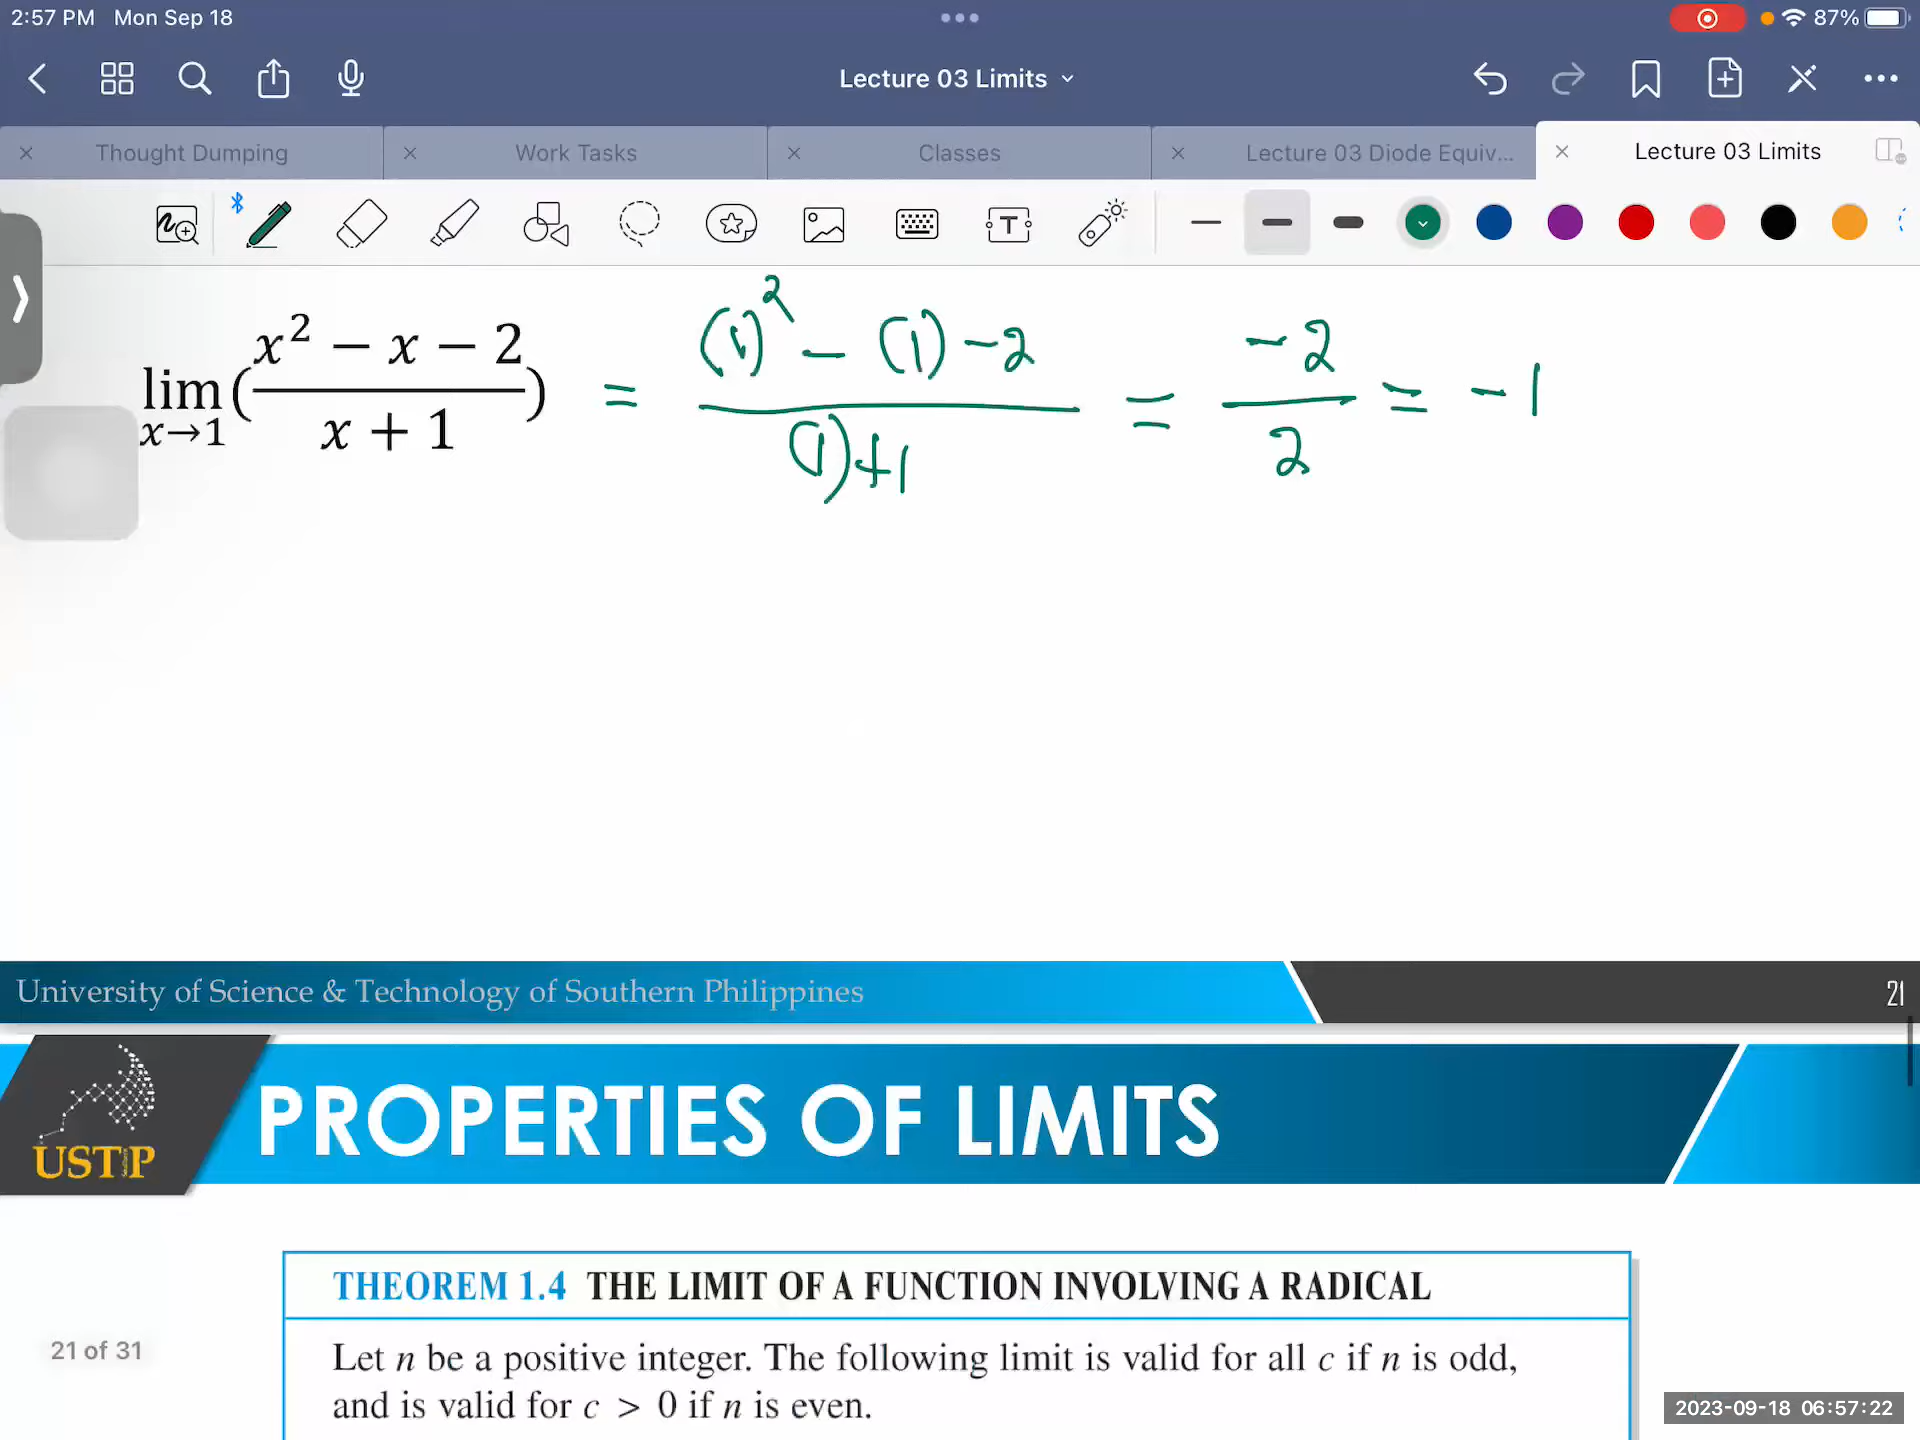 2:57 PM Mon Sep 18
87%
Lecture 03 Limits
Thought Dumping
Work Tasks
Classes
Lecture 03 Diode Equiv...
Lecture 03 Limits
lim x→1 (x² − x − 2 / x + 1) = (1)² − (1) − 2 / (1) + 1 = −2 / 2 = −1
University of Science & Technology of Southern Philippines
21
USTP
PROPERTIES OF LIMITS
THEOREM 1.4 THE LIMIT OF A FUNCTION INVOLVING A RADICAL
Let n be a positive integer. The following limit is valid for all c if n is odd,
and is valid for c > 0 if n is even.
21 of 31
2023-09-18 06:57:22